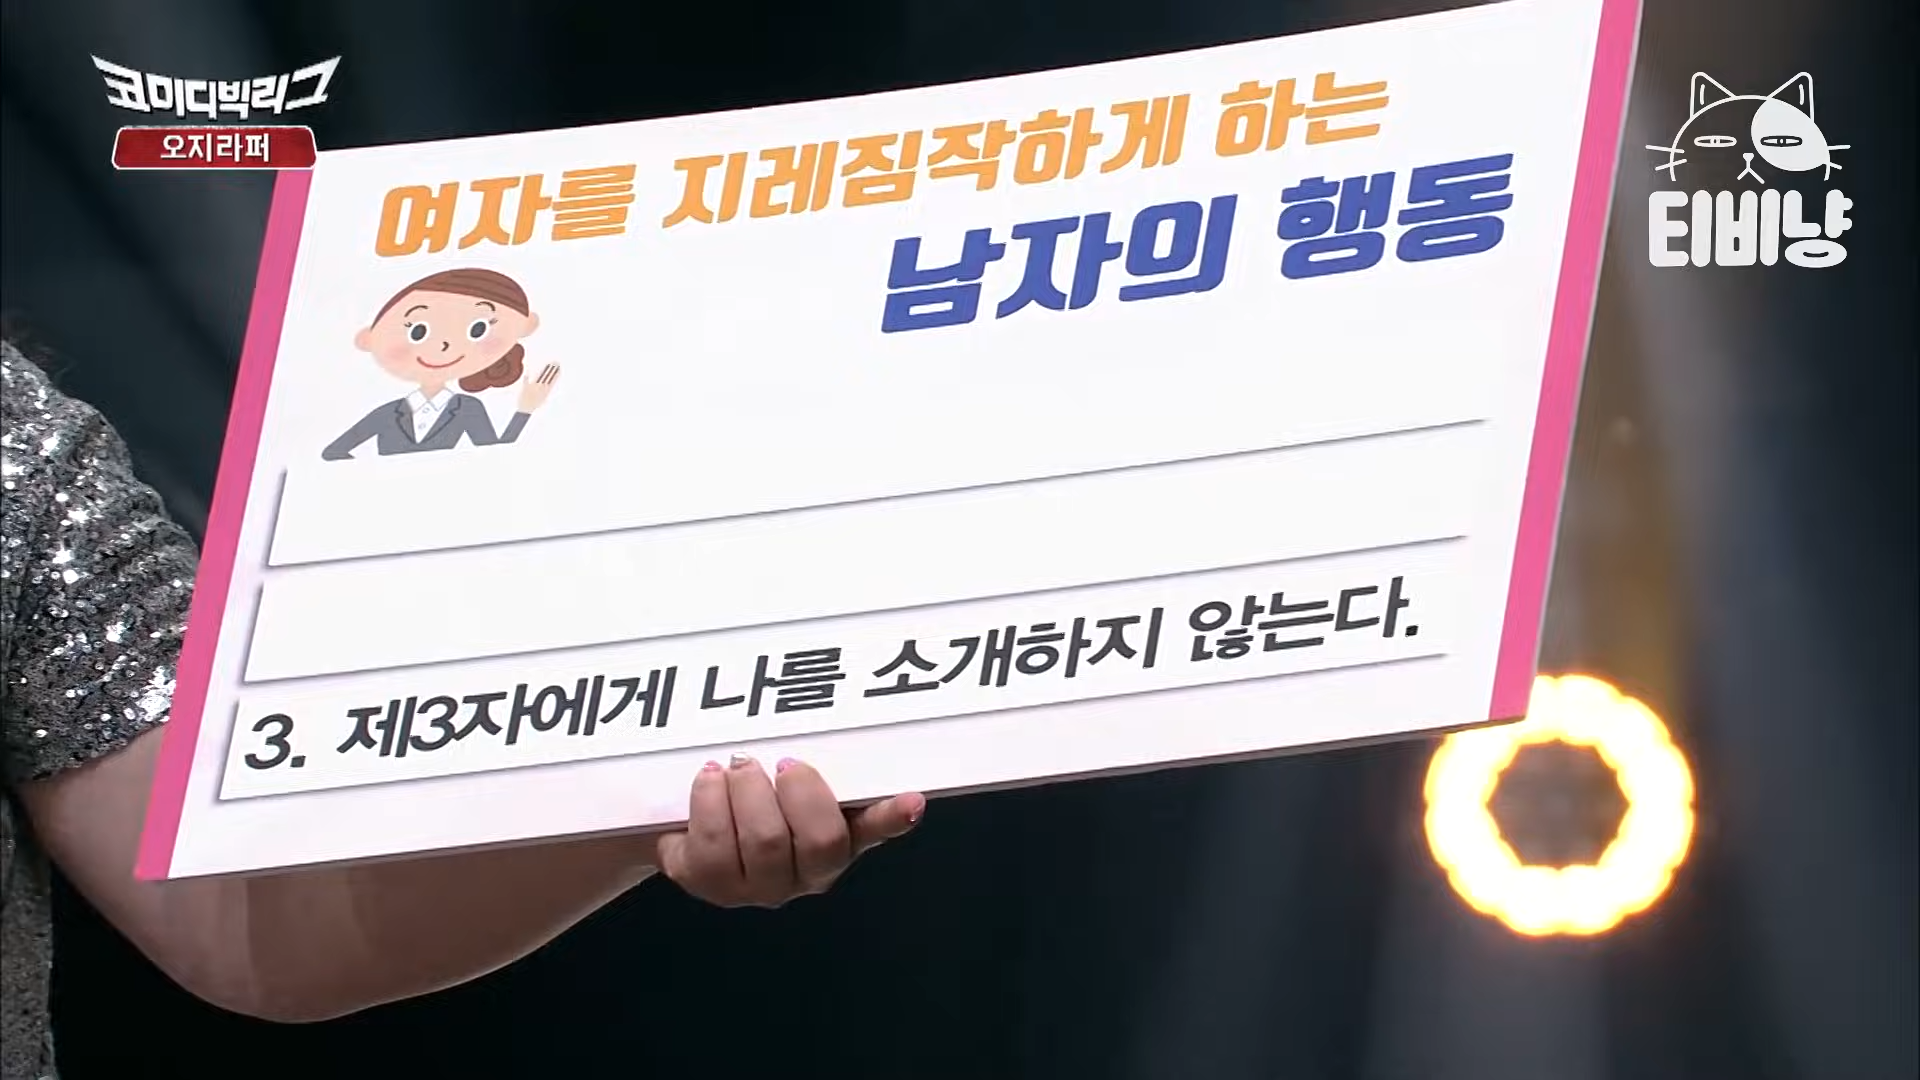 코미디빅리그
오지라퍼
티비냥
여자를 지레짐작하게 하는
남자의 행동
3. 제3자에게 나를 소개하지 않는다.